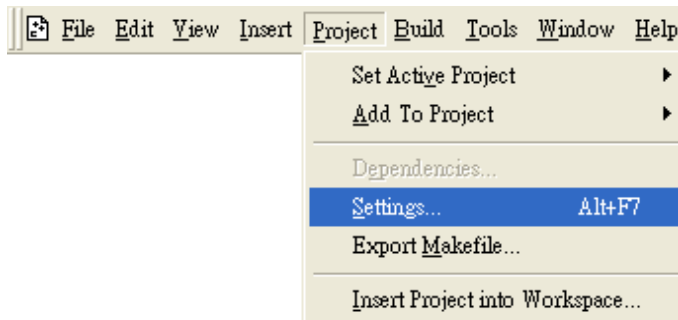 File Edit View Insert Project Build Tools Window Help
Set Active Project
Add To Project
Dependencies...
Settings... Alt+F7
Export Makefile...
Insert Project into Workspace...